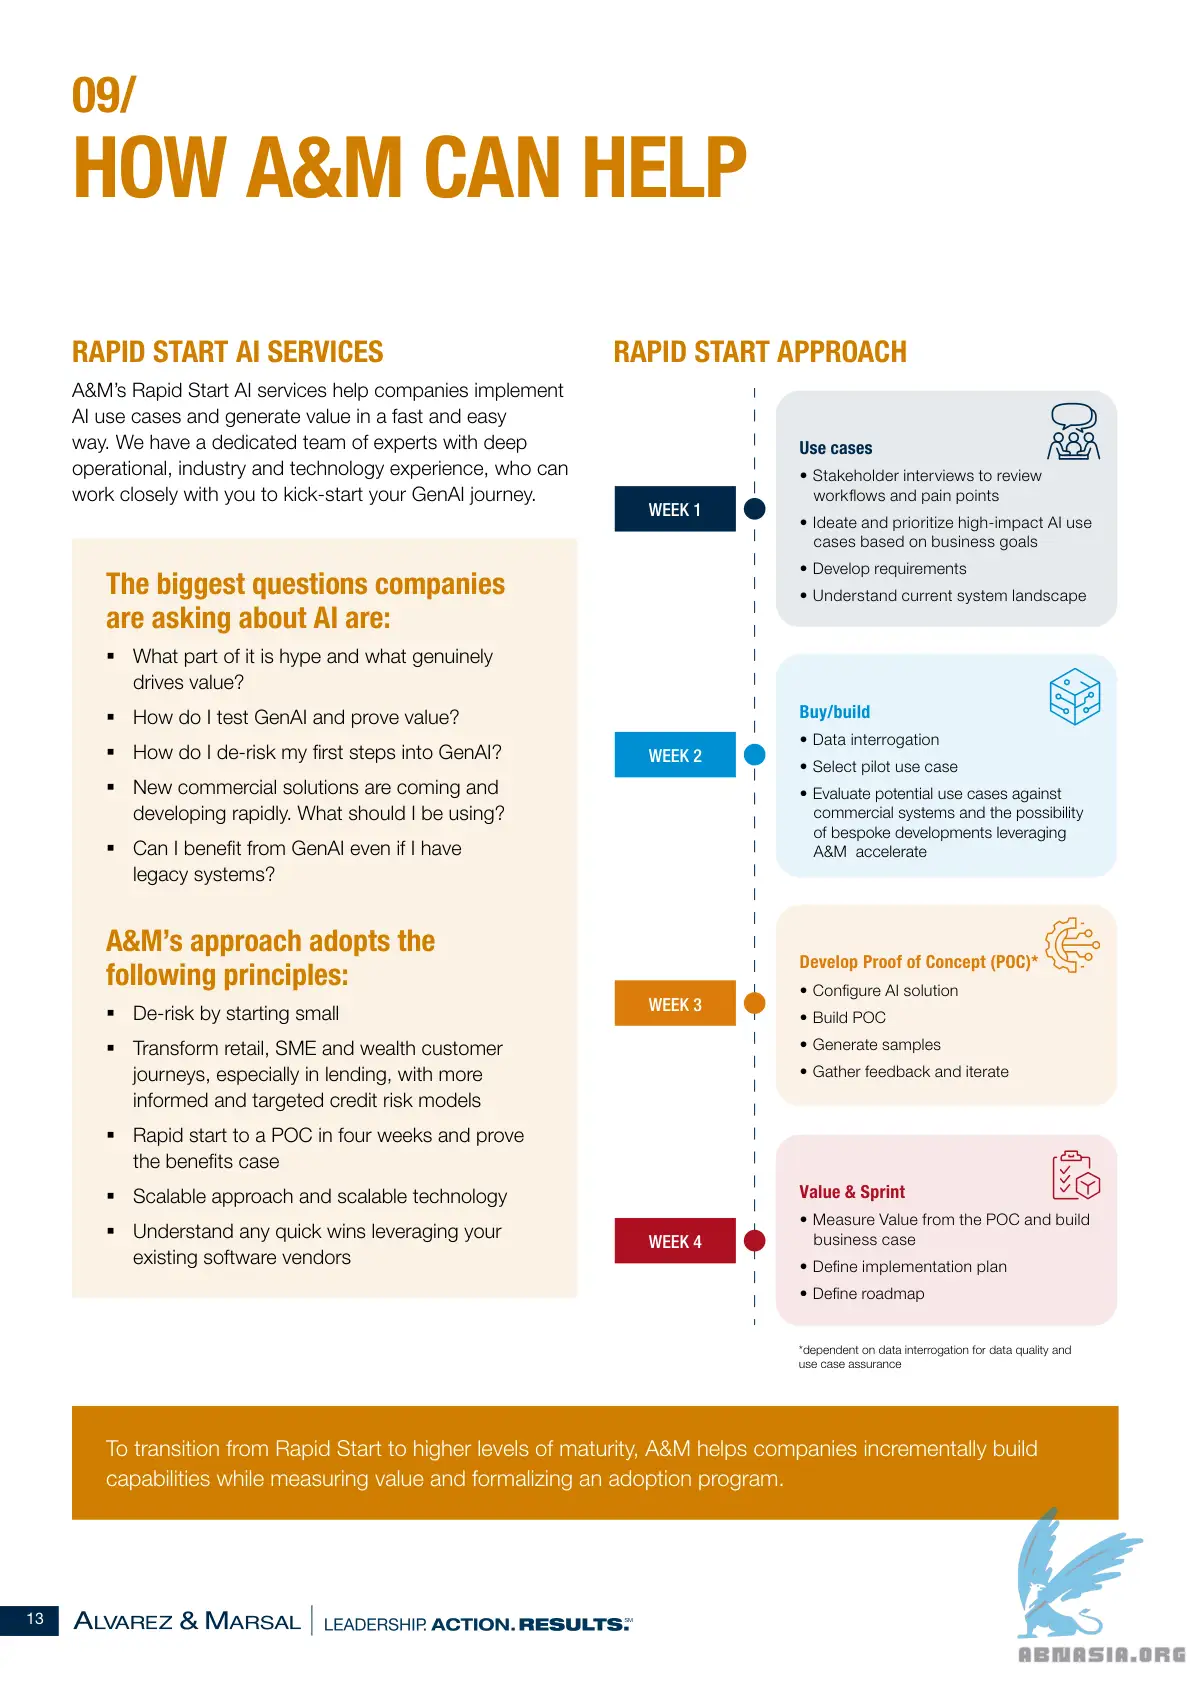 09/
HOW A&M CAN HELP
RAPID START AI SERVICES
A&M’s Rapid Start AI services help companies implement
AI use cases and generate value in a fast and easy
way. We have a dedicated team of experts with deep
operational, industry and technology experience, who can
work closely with you to kick-start your GenAI journey.
The biggest questions companies
are asking about AI are:
▪ What part of it is hype and what genuinely
drives value?
▪ How do I test GenAI and prove value?
▪ How do I de-risk my first steps into GenAI?
▪ New commercial solutions are coming and
developing rapidly. What should I be using?
▪ Can I benefit from GenAI even if I have
legacy systems?
A&M’s approach adopts the
following principles:
▪ De-risk by starting small
▪ Transform retail, SME and wealth customer
journeys, especially in lending, with more
informed and targeted credit risk models
▪ Rapid start to a POC in four weeks and prove
the benefits case
▪ Scalable approach and scalable technology
▪ Understand any quick wins leveraging your
existing software vendors
RAPID START APPROACH
WEEK 1
Use cases
• Stakeholder interviews to review
workflows and pain points
• Ideate and prioritize high-impact AI use
cases based on business goals
• Develop requirements
• Understand current system landscape
WEEK 2
Buy/build
• Data interrogation
• Select pilot use case
• Evaluate potential use cases against
commercial systems and the possibility
of bespoke developments leveraging
A&M accelerate
WEEK 3
Develop Proof of Concept (POC)*
• Configure AI solution
• Build POC
• Generate samples
• Gather feedback and iterate
WEEK 4
Value & Sprint
• Measure Value from the POC and build
business case
• Define implementation plan
• Define roadmap
*dependent on data interrogation for data quality and
use case assurance
To transition from Rapid Start to higher levels of maturity, A&M helps companies incrementally build
capabilities while measuring value and formalizing an adoption program.
13
ALVAREZ & MARSAL
LEADERSHIP. ACTION. RESULTS.℠
ABNASIA.ORG